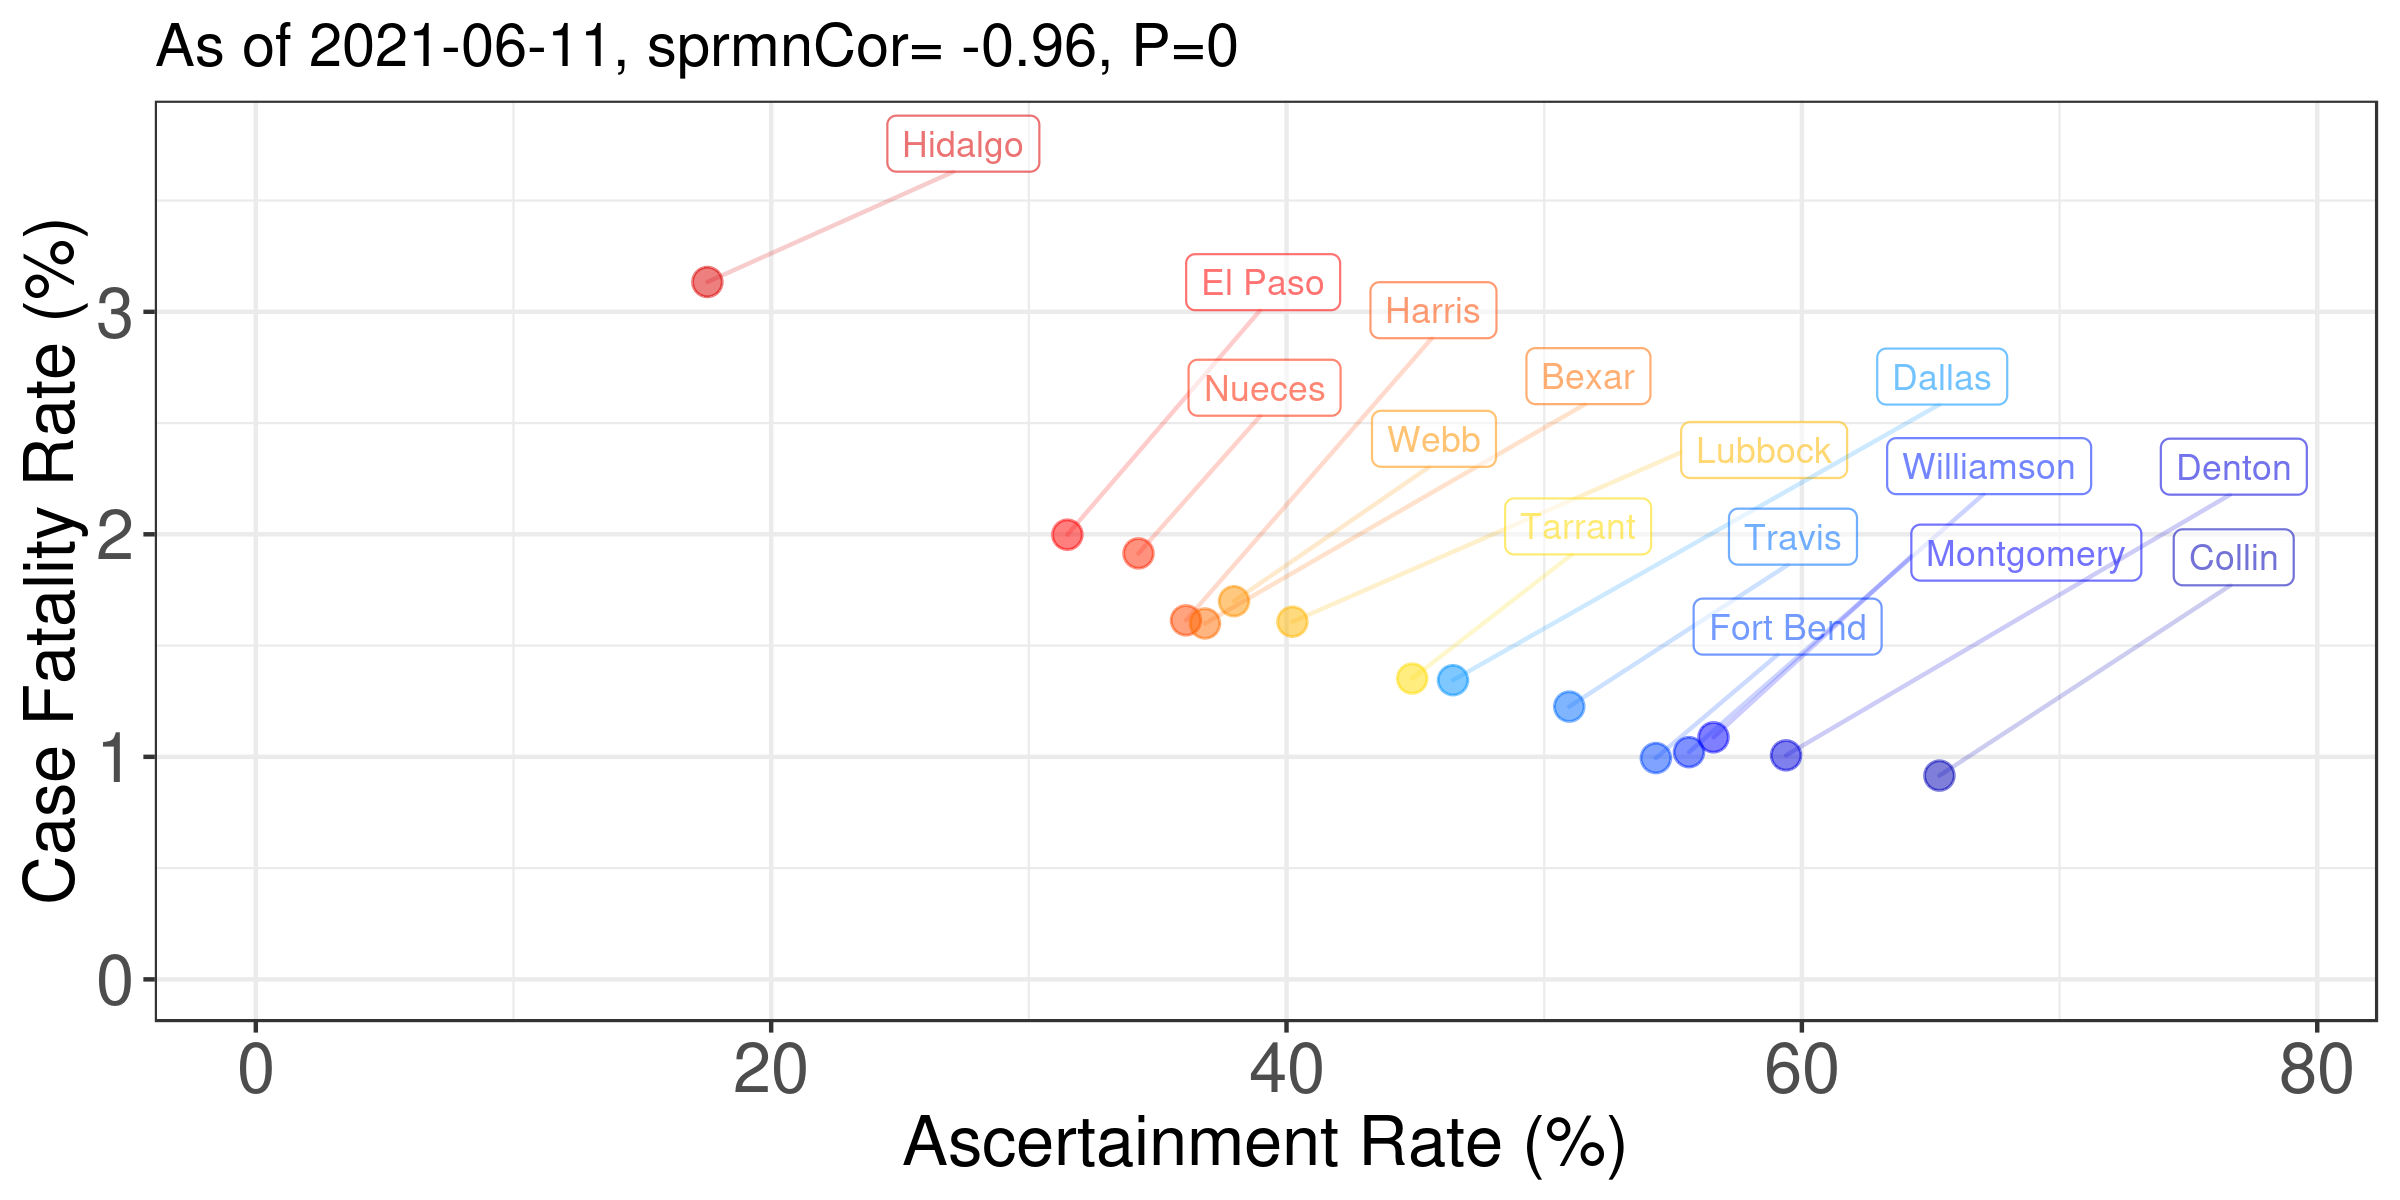 As of 2021-06-11, sprmnCor= -0.96, P=0
Case Fatality Rate (%)
3
2
1
0
Hidalgo
El Paso
Harris
Nueces
Bexar
Dallas
Webb
Lubbock
Williamson
Denton
Tarrant
Travis
Montgomery
Collin
Fort Bend
0 20 40 60 80
Ascertainment Rate (%)